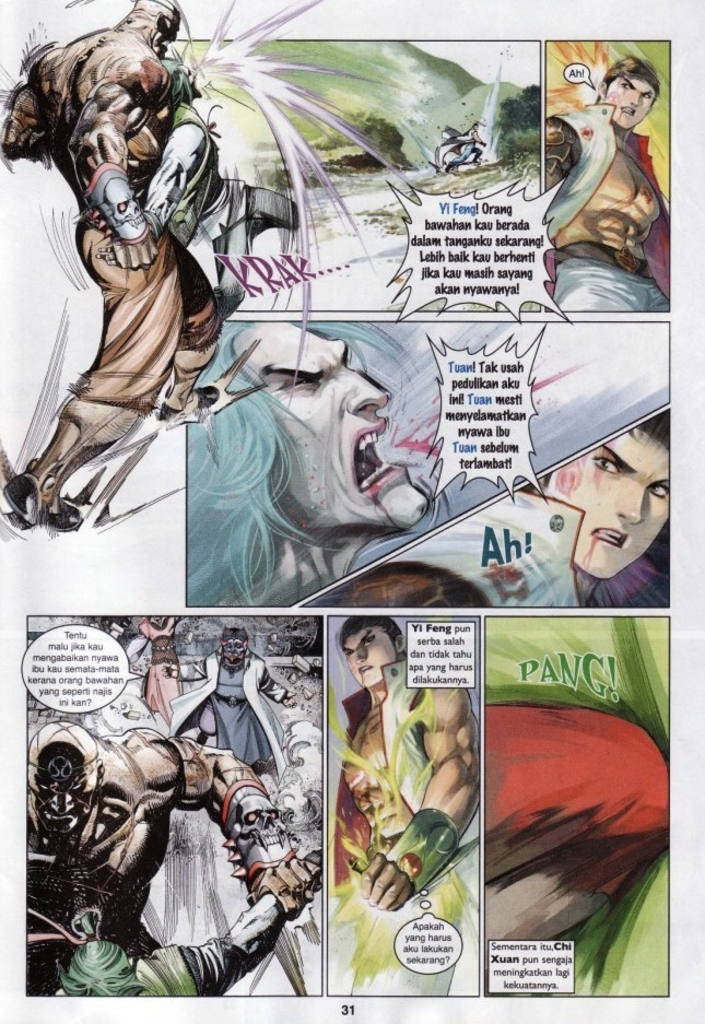 Ah!
Yi Feng! Orang
bawahan kau berada
dalam tanganku sekarang!
Lebih baik kau berhenti
jika kau masih sayang
akan nyawanya!
KRAK....
Tuan! Tak usah
pedulikan aku
ini! Tuan mesti
menyelamatkan
nyawa ibu
Tuan sebelum
terlambat!
Ah!
Tentu
malu jika kau
mengabaikan nyawa
ibu kau semata-mata
kerana orang bawahan
yang seperti najis
ini kan?
Yi Feng pun
serba salah
dan tidak tahu
apa yang harus
dilakukannya.
Apakah
yang harus
aku lakukan
sekarang?
PANG!
Sementara itu,Chi
Xuan pun sengaja
meningkatkan lagi
kekuatannya.
31